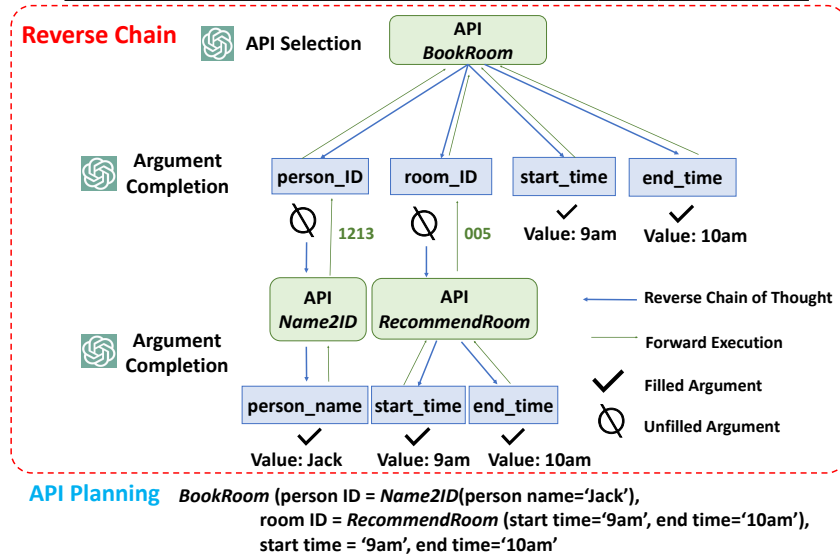 Reverse Chain
API Selection
API
BookRoom
Argument
Completion
person_ID
room_ID
start_time
end_time
1213
005
Value: 9am
Value: 10am
API
Name2ID
API
RecommendRoom
Reverse Chain of Thought
Argument
Completion
Forward Execution
Filled Argument
person_name
start_time
end_time
Unfilled Argument
Value: Jack
Value: 9am
Value: 10am
API Planning
BookRoom (person ID = Name2ID(person name=‘Jack’),
room ID = RecommendRoom (start time=‘9am’, end time=‘10am’),
start time = ‘9am’, end time=‘10am’